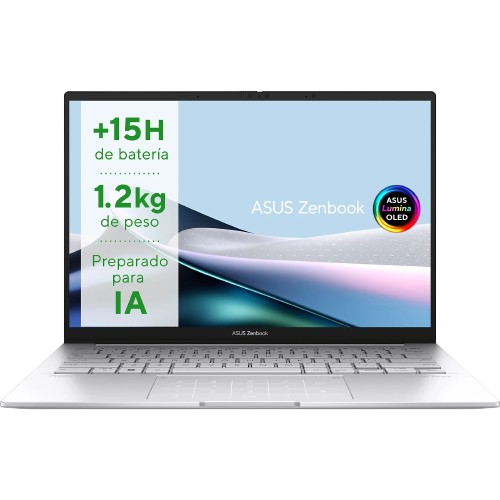 +15H
de batería
1.2kg
de peso
Preparado
para
IA
ASUS Zenbook
ASUS
Lumina
OLED
ASUS Zenbook